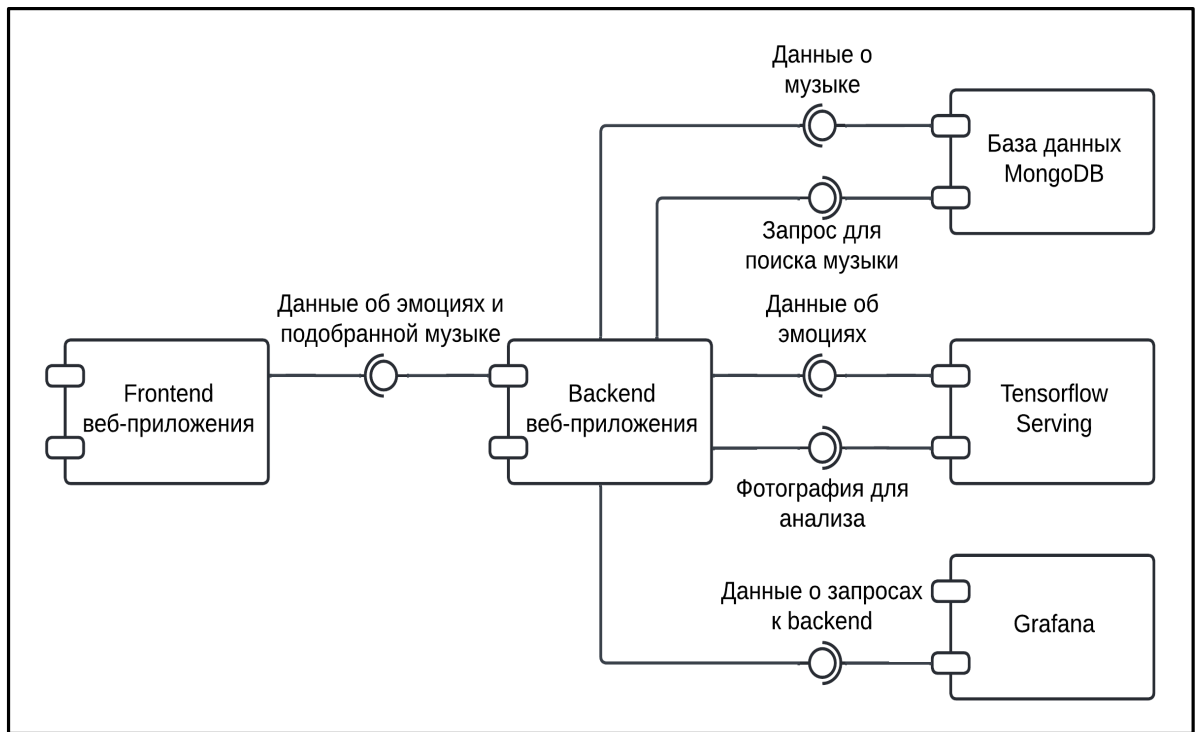 Данные о
музыке
База данных
MongoDB
Запрос для
поиска музыки
Данные об эмоциях и
подобранной музыке
Данные об
эмоциях
Frontend
веб-приложения
Backend
веб-приложения
Tensorflow
Serving
Фотография для
анализа
Данные о запросах
к backend
Grafana